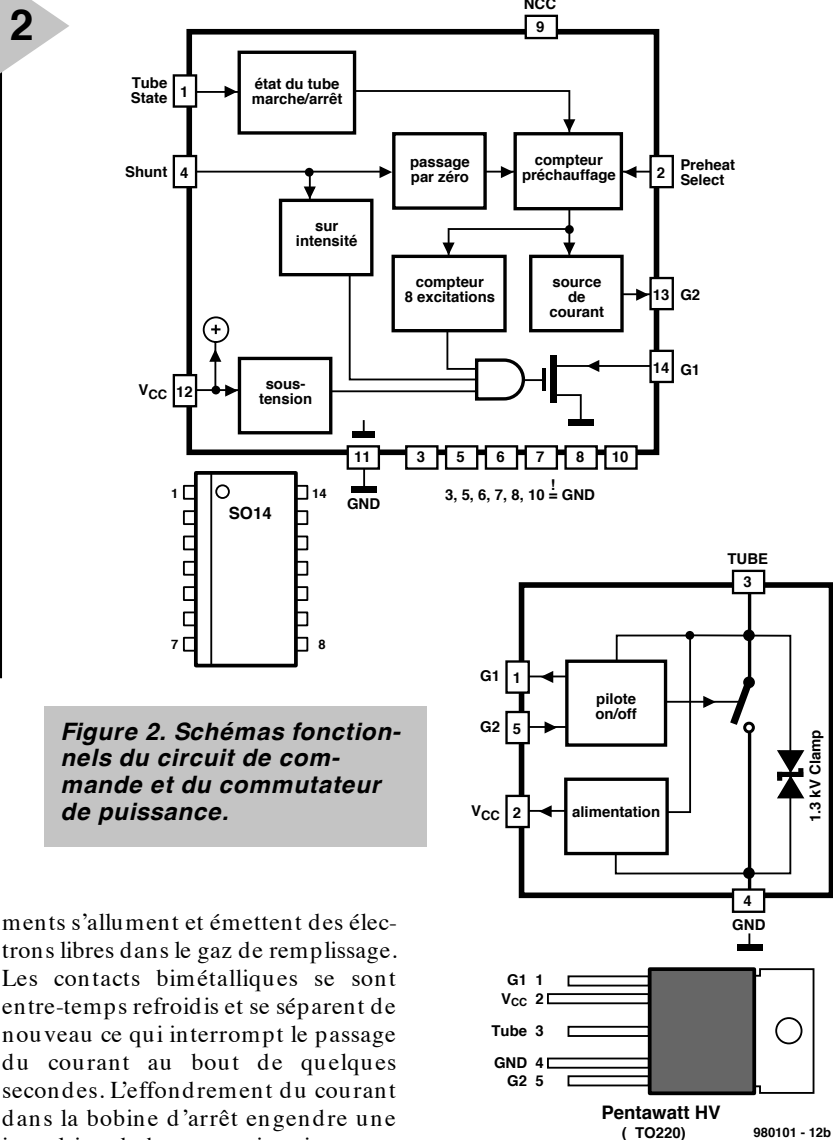 2
NCC
9
Tube
State
1
état du tube
marche/arrêt
Shunt
4
passage
par zéro
compteur
préchauffage
2
Preheat
Select
sur
intensité
compteur
8 excitations
source
de
courant
13
G2
+
14
G1
VCC
12
sous-
tension
11
3
5
6
7
8
10
GND
3, 5, 6, 7, 8, 10 != GND
1
14
SO14
7
8
TUBE
3
G1
1
pilote
on/off
G2
5
1.3 kV Clamp
VCC
2
alimentation
4
GND
Figure 2. Schémas fonction-
nels du circuit de com-
mande et du commutateur
de puissance.
ments s'allument et émettent des élec-
trons libres dans le gaz de remplissage.
Les contacts bimétalliques se sont
entre-temps refroidis et se séparent de
nouveau ce qui interrompt le passage
du courant au bout de quelques
secondes. L'effondrement du courant
dans la bobine d'arrêt engendre une
G1 1
VCC 2
Tube 3
GND 4
G2 5
Pentawatt HV
( TO220)
980101 - 12b